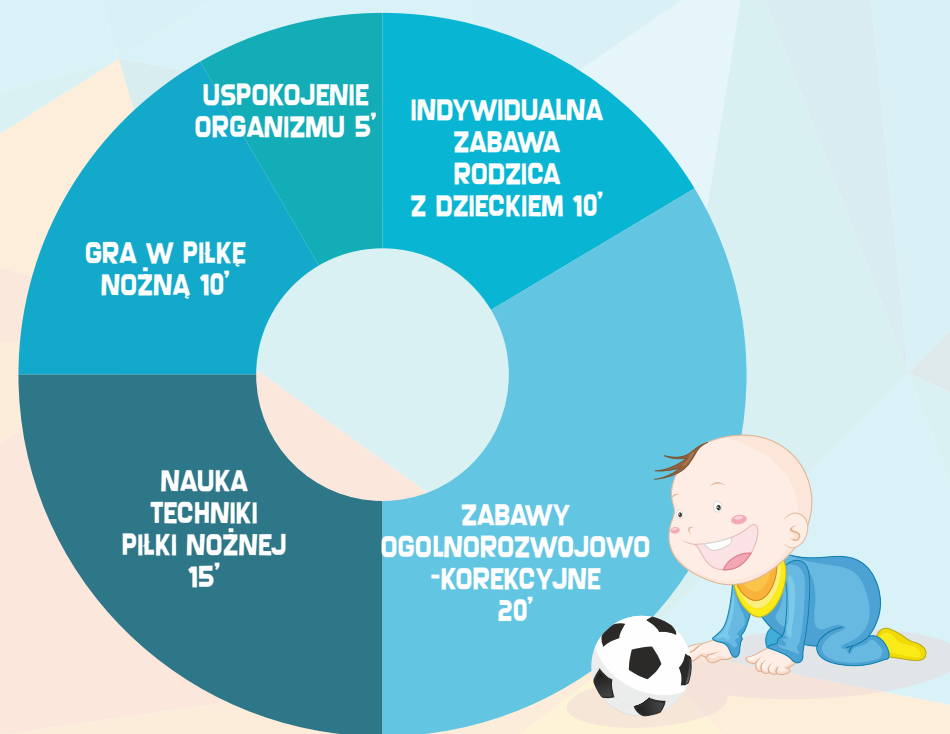 USPOKOJENIE
ORGANIZMU 5'
INDYWIDUALNA
ZABAWA
RODZICA
Z DZIECKIEM 10'
GRA W PIŁKĘ
NOŻNĄ 10'
NAUKA
TECHNIKI
PIŁKI NOŻNEJ
15'
ZABAWY
OGOLNOROZWOJOWO
-KOREKCYJNE
20'